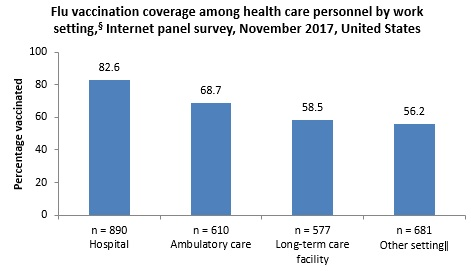 Flu vaccination coverage among health care personnel by work
setting,§ Internet panel survey, November 2017, United States
Percentage vaccinated
100
80
60
40
20
0
82.6
68.7
58.5
56.2
n = 890
Hospital
n = 610
Ambulatory care
n = 577
Long-term care
facility
n = 681
Other setting‖